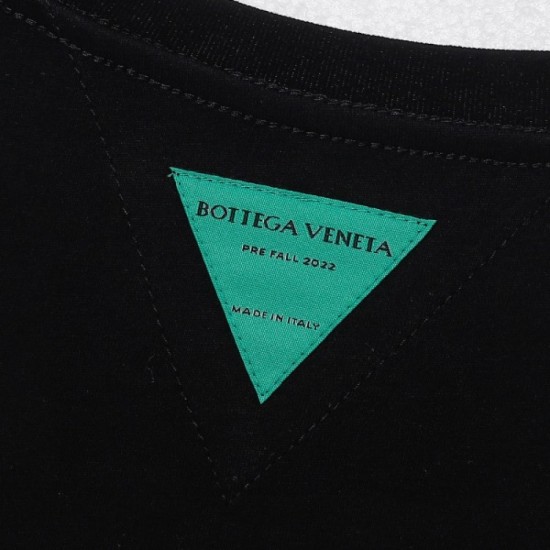 BOTTEGA VENETA
PRE FALL 2022
MADE IN ITALY